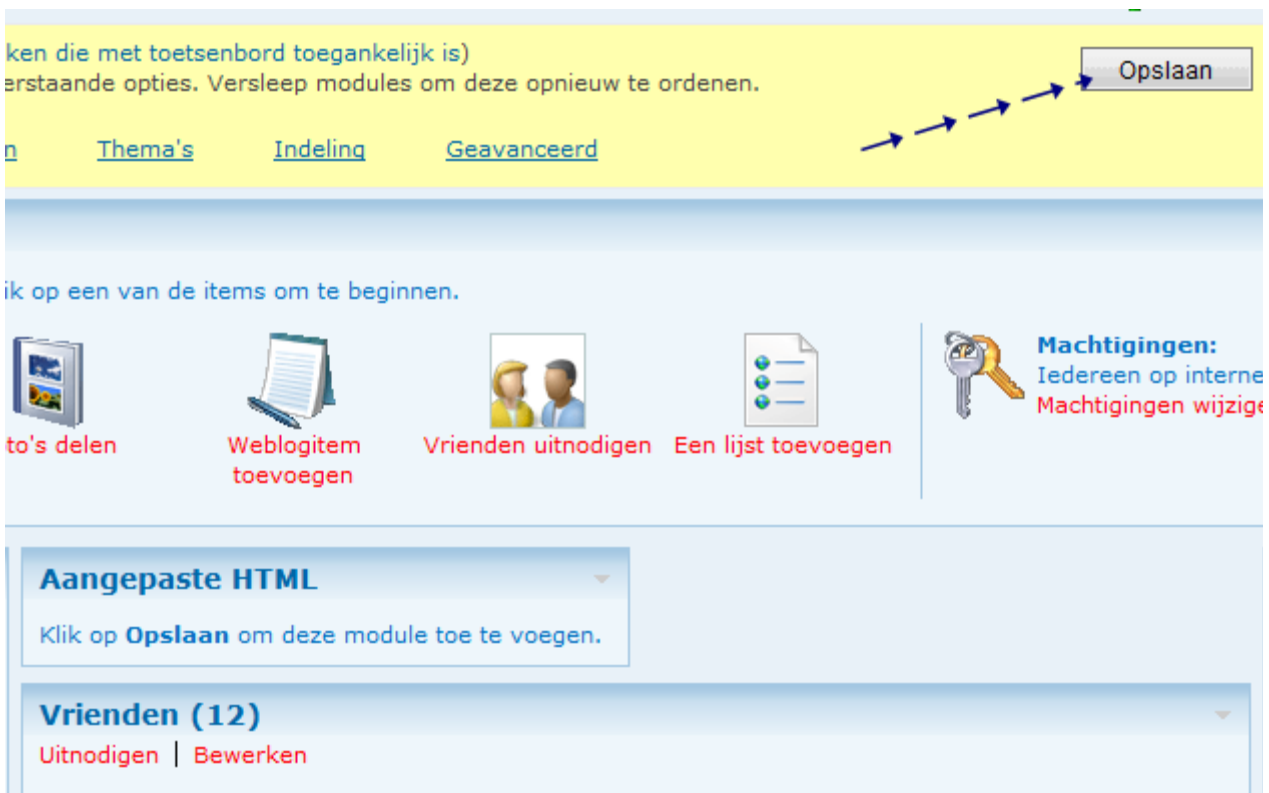 ken die met toetsenbord toegankelijk is)
erstaande opties. Versleep modules om deze opnieuw te ordenen.
Opslaan
n Thema's Indeling Geavanceerd
ik op een van de items om te beginnen.
to's delen
Weblogitem
toevoegen
Vrienden uitnodigen
Een lijst toevoegen
Machtigingen:
Iedereen op interne
Machtigingen wijzige
Aangepaste HTML
Klik op Opslaan om deze module toe te voegen.
Vrienden (12)
Uitnodigen | Bewerken